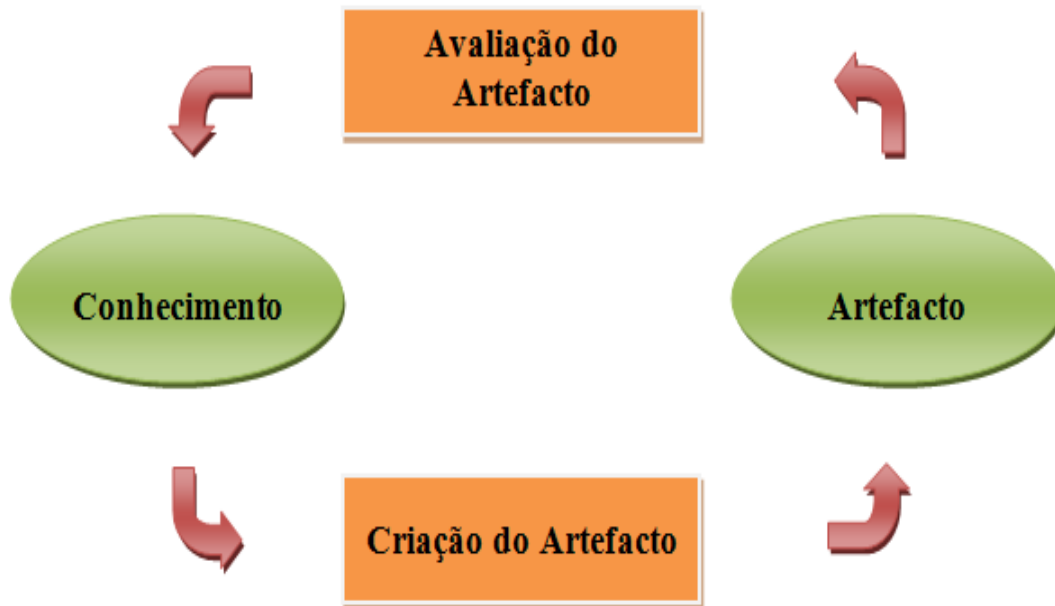 Avaliação do
Artefacto
Conhecimento
Artefacto
Criação do Artefacto